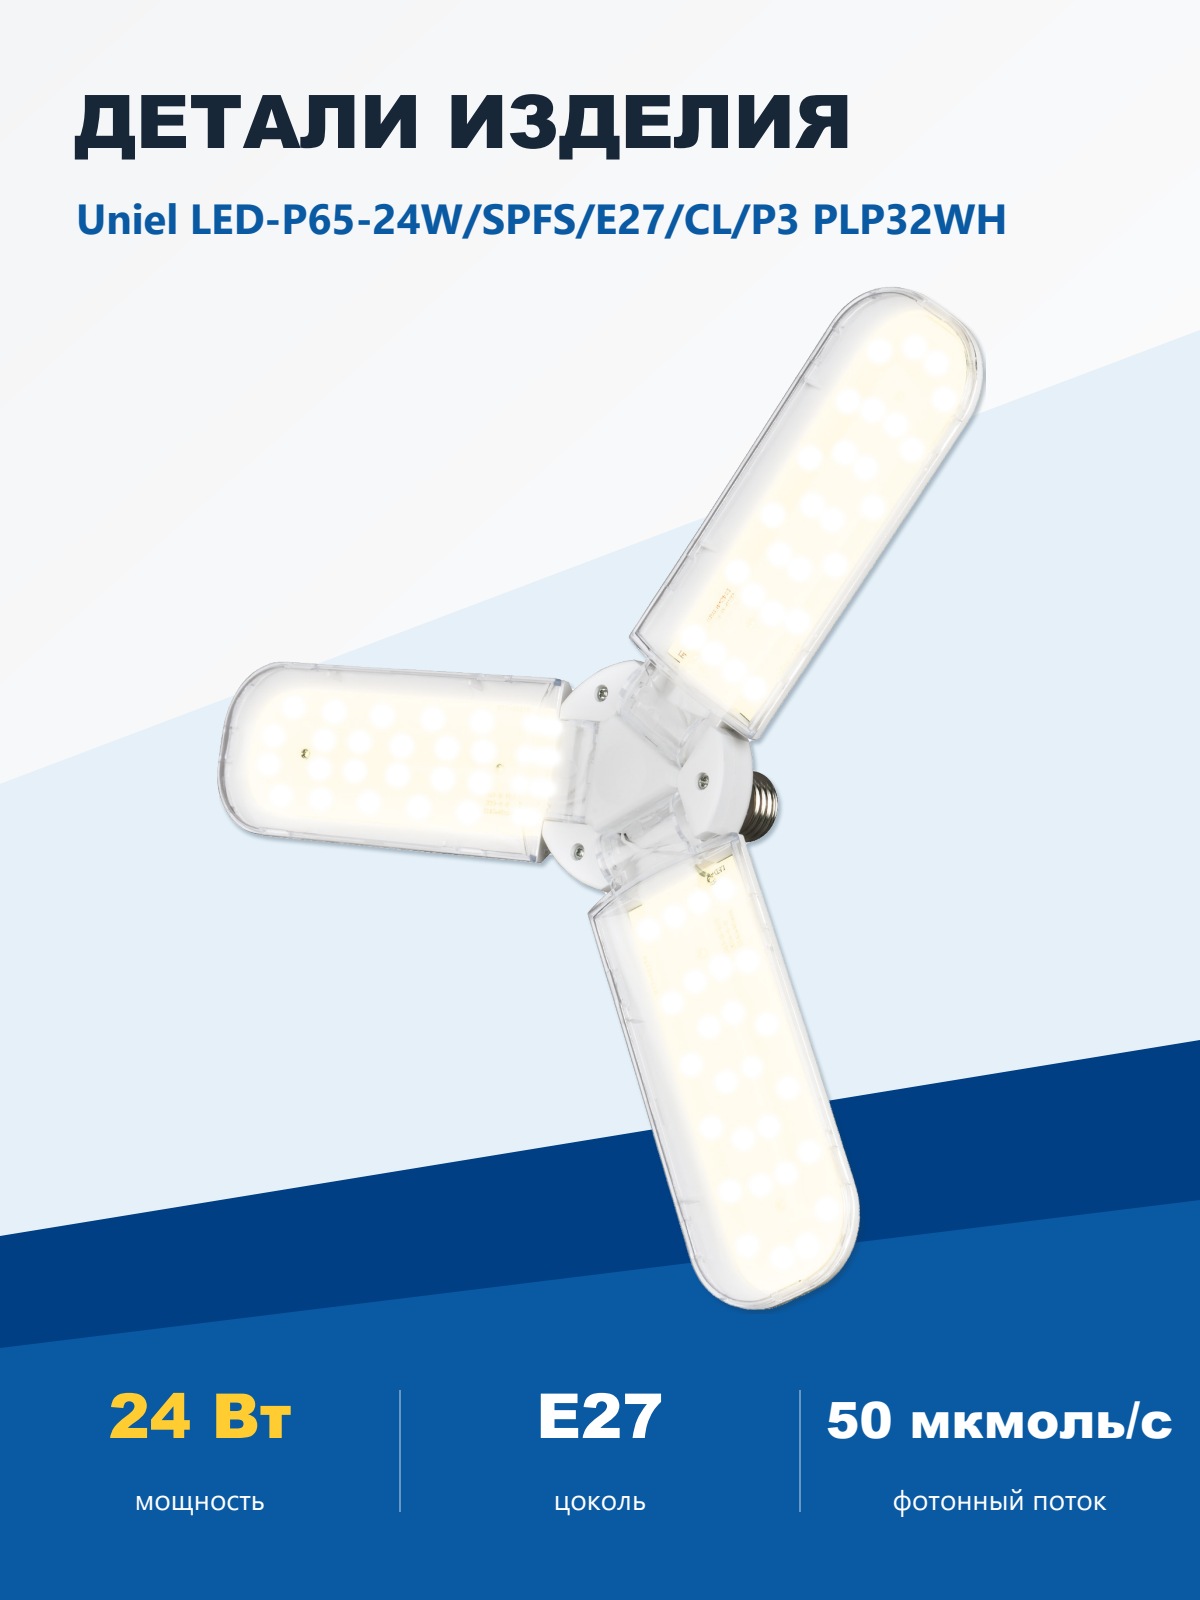 ДЕТАЛИ ИЗДЕЛИЯ
Uniel LED-P65-24W/SPFS/E27/CL/P3 PLP32WH
24 Вт
E27
50 мкмоль/с
мощность
цоколь
фотонный поток